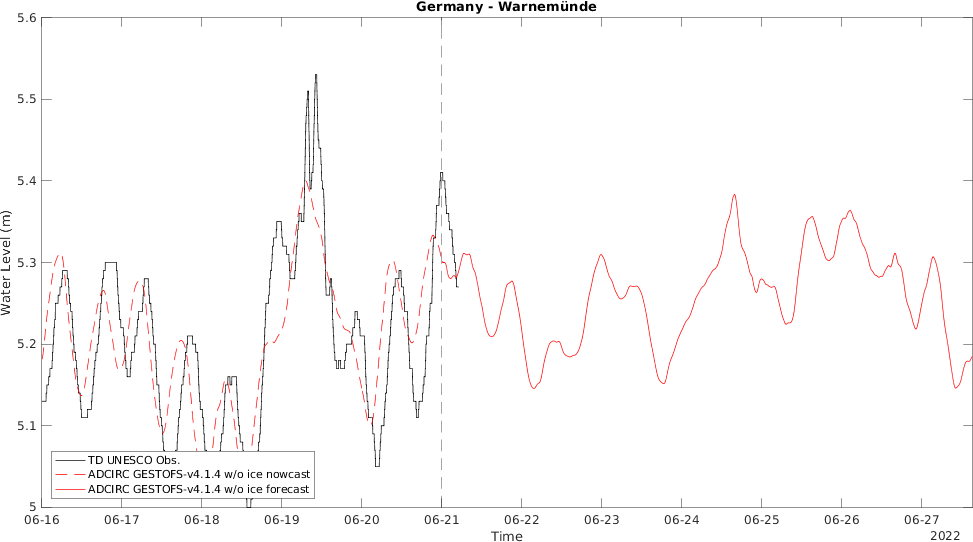 Germany - Warnemünde
Water Level (m)
5.6
5.5
5.4
5.3
5.2
5.1
5
TD UNESCO Obs.
ADCIRC GESTOFS-v4.1.4 w/o ice nowcast
ADCIRC GESTOFS-v4.1.4 w/o ice forecast
06-16 06-17 06-18 06-19 06-20 06-21 06-22 06-23 06-24 06-25 06-26 06-27
Time
2022